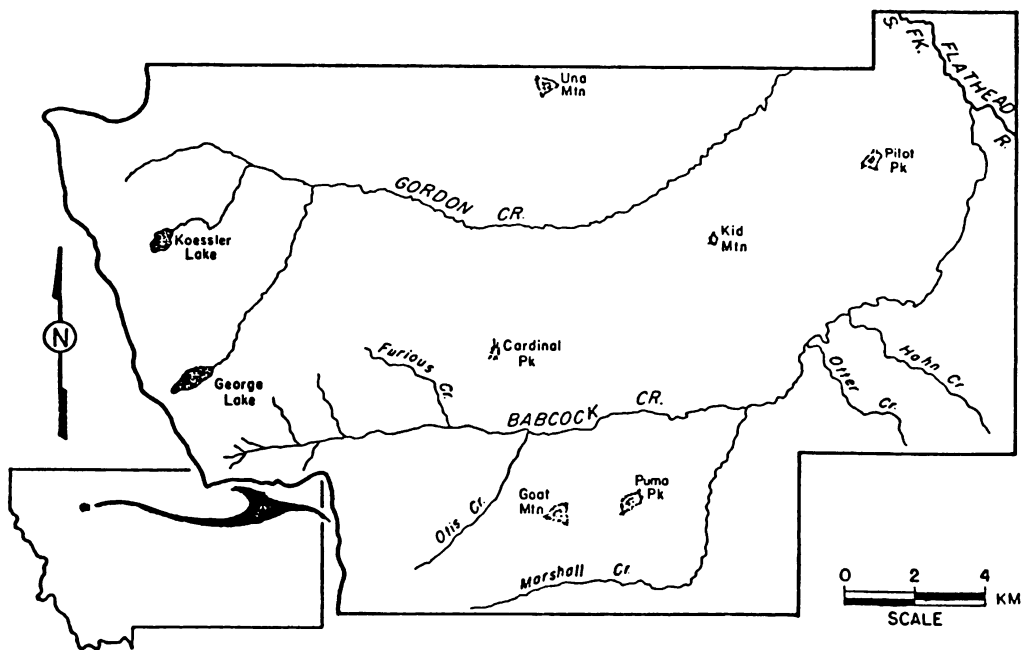 S. FK. FLATHEAD R.
Una
Mtn
Pilot
Pk
GORDON CR.
Kid
Mtn
Koessler
Lake
N
Cardinal
Pk
Furious Cr.
George
Lake
Otter Cr.
Hahn Cr
BABCOCK CR.
Goat
Mtn
Puma
Pk
Otis Cr.
Marshall Cr.
0 2 4
KM
SCALE